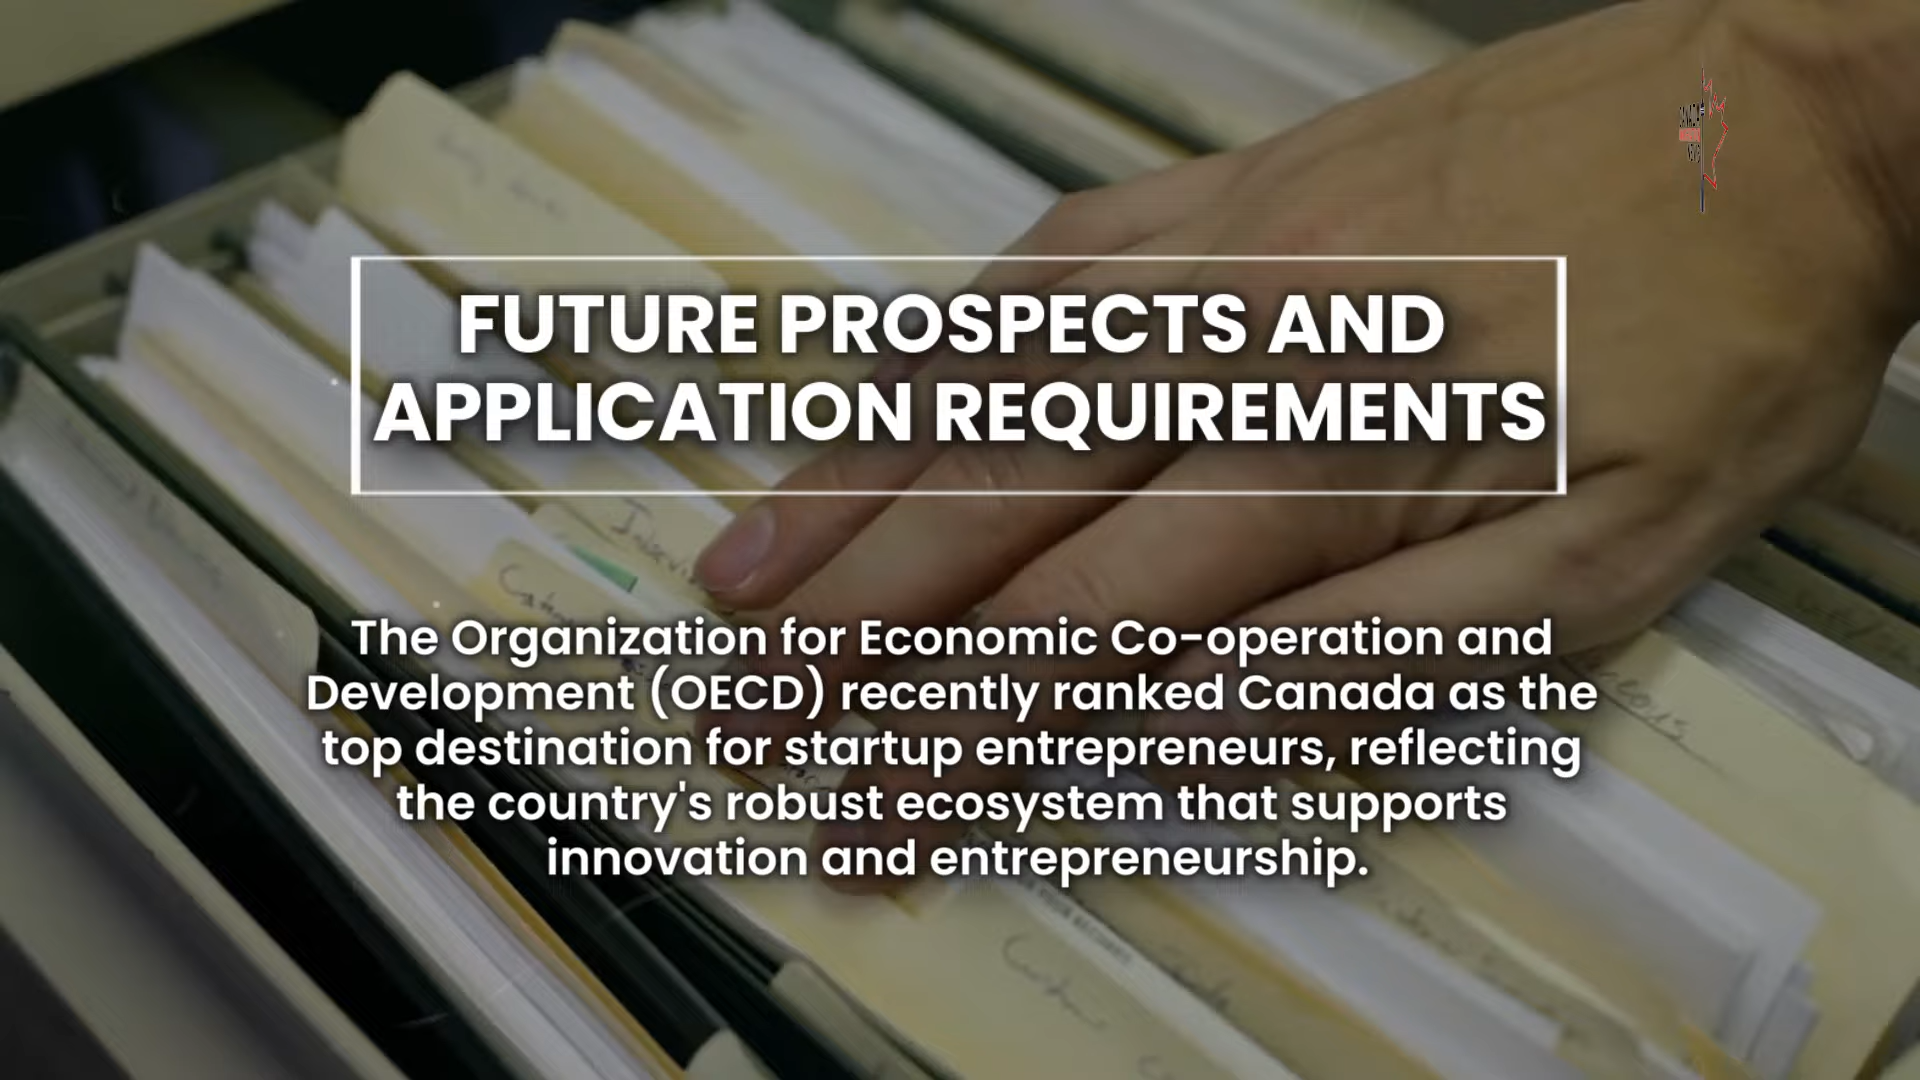 FUTURE PROSPECTS AND
APPLICATION REQUIREMENTS
The Organization for Economic Co-operation and
Development (OECD) recently ranked Canada as the
top destination for startup entrepreneurs, reflecting
the country's robust ecosystem that supports
innovation and entrepreneurship.